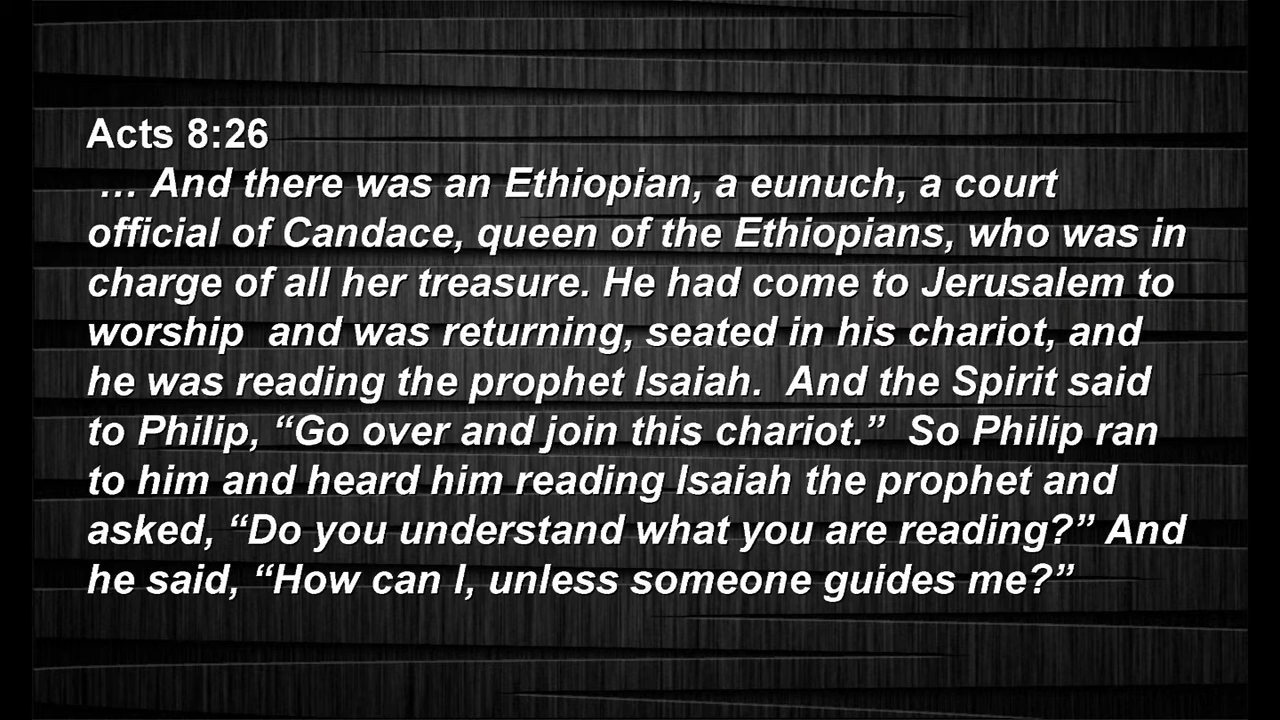 Acts 8:26
… And there was an Ethiopian, a eunuch, a court
official of Candace, queen of the Ethiopians, who was in
charge of all her treasure. He had come to Jerusalem to
worship  and was returning, seated in his chariot, and
he was reading the prophet Isaiah.  And the Spirit said
to Philip, “Go over and join this chariot.”  So Philip ran
to him and heard him reading Isaiah the prophet and
asked, “Do you understand what you are reading?” And
he said, “How can I, unless someone guides me?”